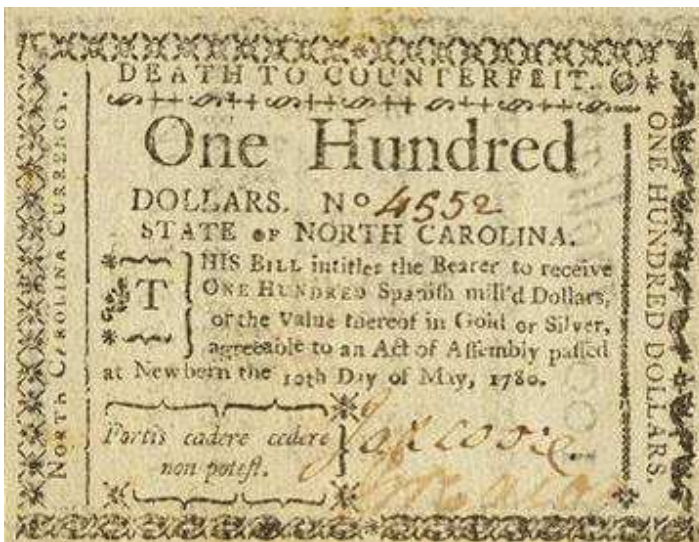 DEATH TO COUNTERFEIT.
One Hundred
DOLLARS. No 4552
STATE OF NORTH CAROLINA.
THIS BILL intitles the Bearer to receive
ONE HUNDRED Spanish mill'd Dollars,
or the Value thereof in Gold or Silver,
agreeable to an Act of Assembly passed
at Newbern the 10th Day of May, 1780.
Fortis cadere cedere
non potest.
NORTH CAROLINA CURRENCY.
ONE HUNDRED DOLLARS.